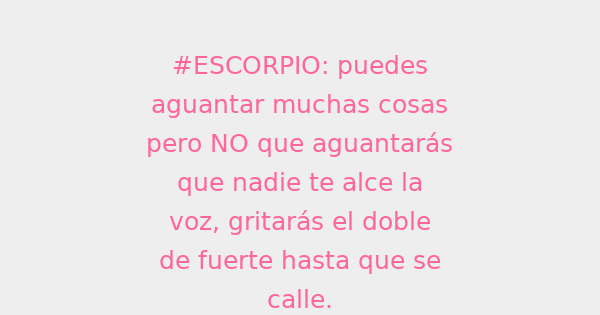 #ESCORPIO: puedes
aguantar muchas cosas
pero NO que aguantarás
que nadie te alce la
voz, gritarás el doble
de fuerte hasta que se
calle.